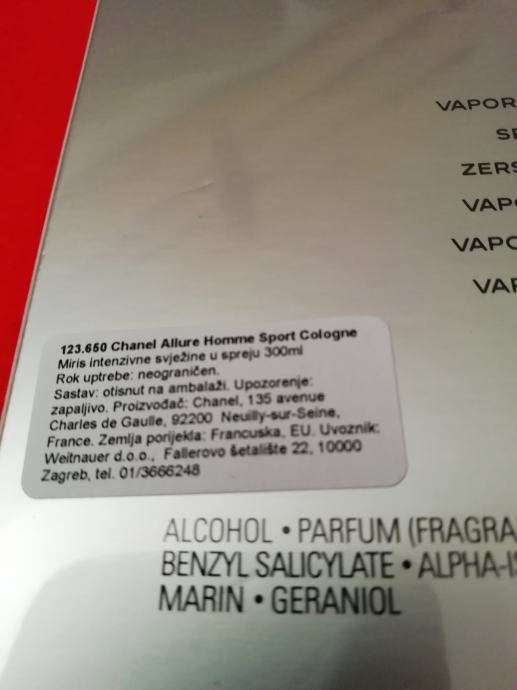 VAPOR
SP
ZERS
VAPO
VAPO
VAP
123.650 Chanel Allure Homme Sport Cologne
Miris intenzivne svježine u spreju 300ml
Rok uptrebe: neograničen.
Sastav: otisnut na ambalaži. Upozorenje:
zapaljivo. Proizvođač: Chanel, 135 avenue
Charles de Gaulle, 92200 Neuilly-sur-Seine,
France. Zemlja porijekla: Francuska, EU. Uvoznik:
Weitnauer d.o.o., Fallerovo šetalište 22, 10000
Zagreb, tel. 01/3666248
ALCOHOL • PARFUM (FRAGRA
BENZYL SALICYLATE • ALPHA-IS
MARIN • GERANIOL